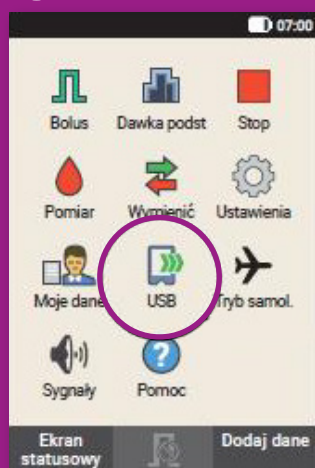 07:00
Bolus Dawka podst Stop
Pomiar Wymienić Ustawienia
Moje dane USB Tryb samol.
Sygnały Pomoc
Ekran Dodaj dane
statusowy